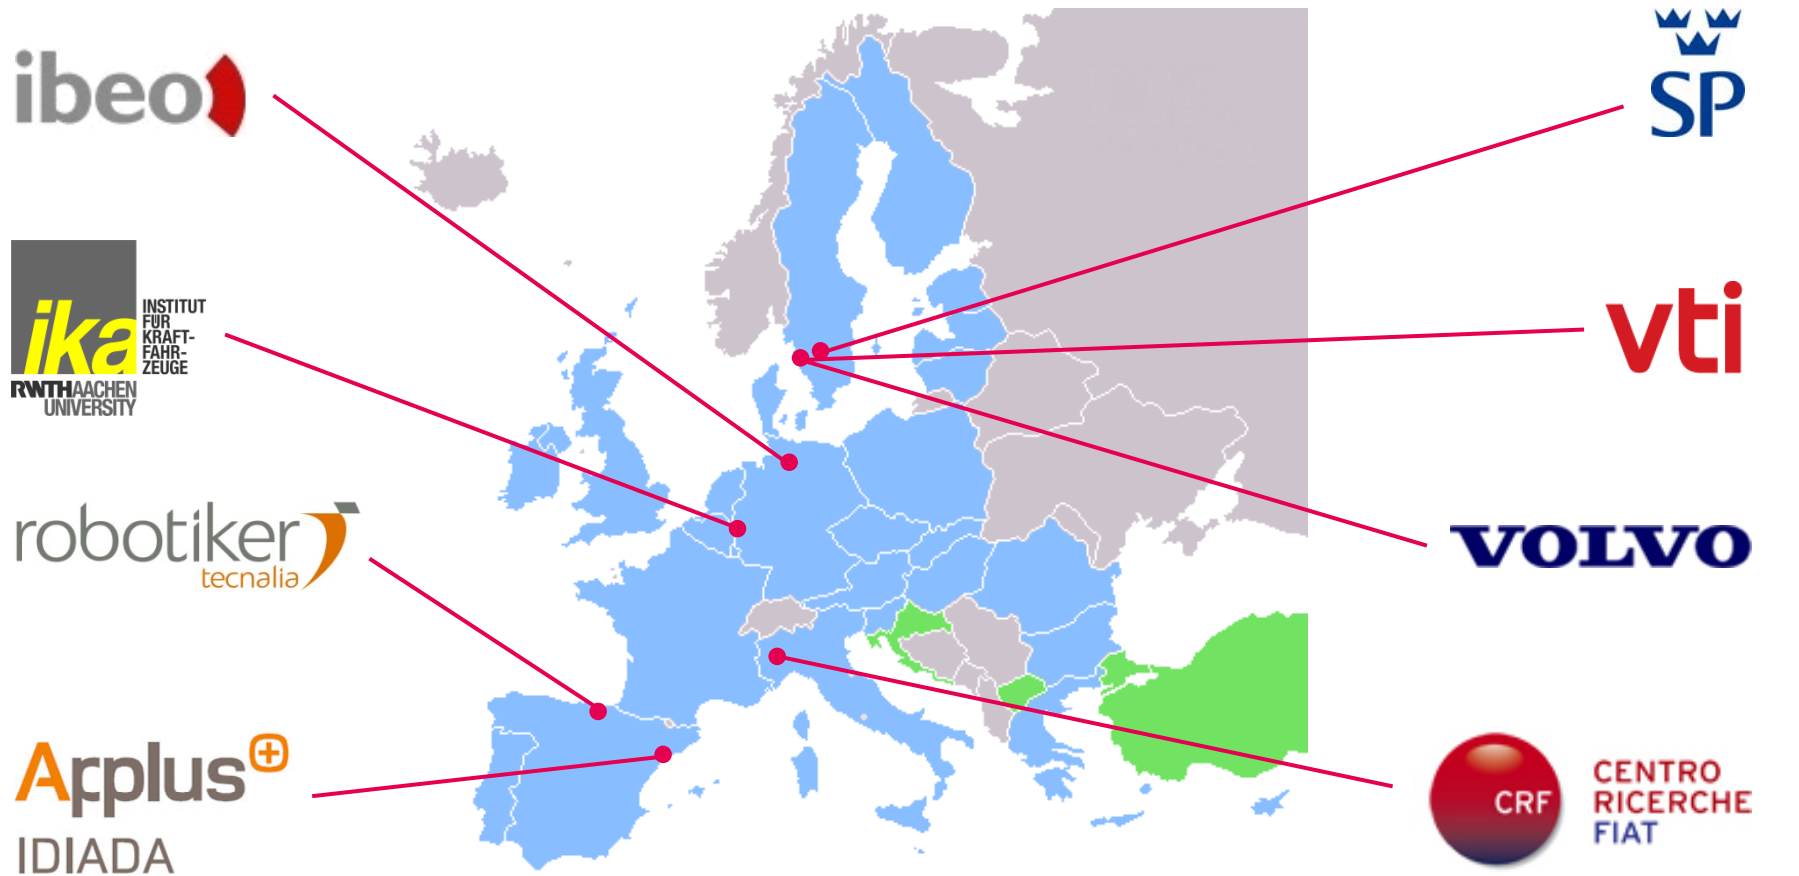 ibeo
ika
INSTITUT
FÜR
KRAFT-
FAHR-
ZEUGE
RWTHAACHEN
UNIVERSITY
robotiker
tecnalia
Applus+
IDIADA
SP
vti
VOLVO
CRF
CENTRO
RICERCHE
FIAT